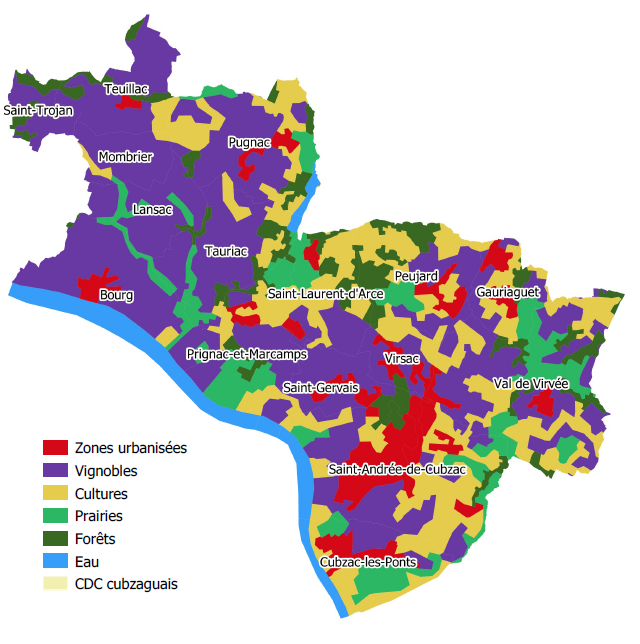 Teuillac
Saint-Trojan
Pugnac
Mombrier
Lansac
Tauriac
Peujard
Bourg
Saint-Laurent-d'Arce
Gauriaguet
Prignac-et-Marcamps
Virsac
Saint-Gervais
Val de Virvée
Saint-Andrée-de-Cubzac
Cubzac-les-Ponts
Zones urbanisées
Vignobles
Cultures
Prairies
Forêts
Eau
CDC cubzaguais